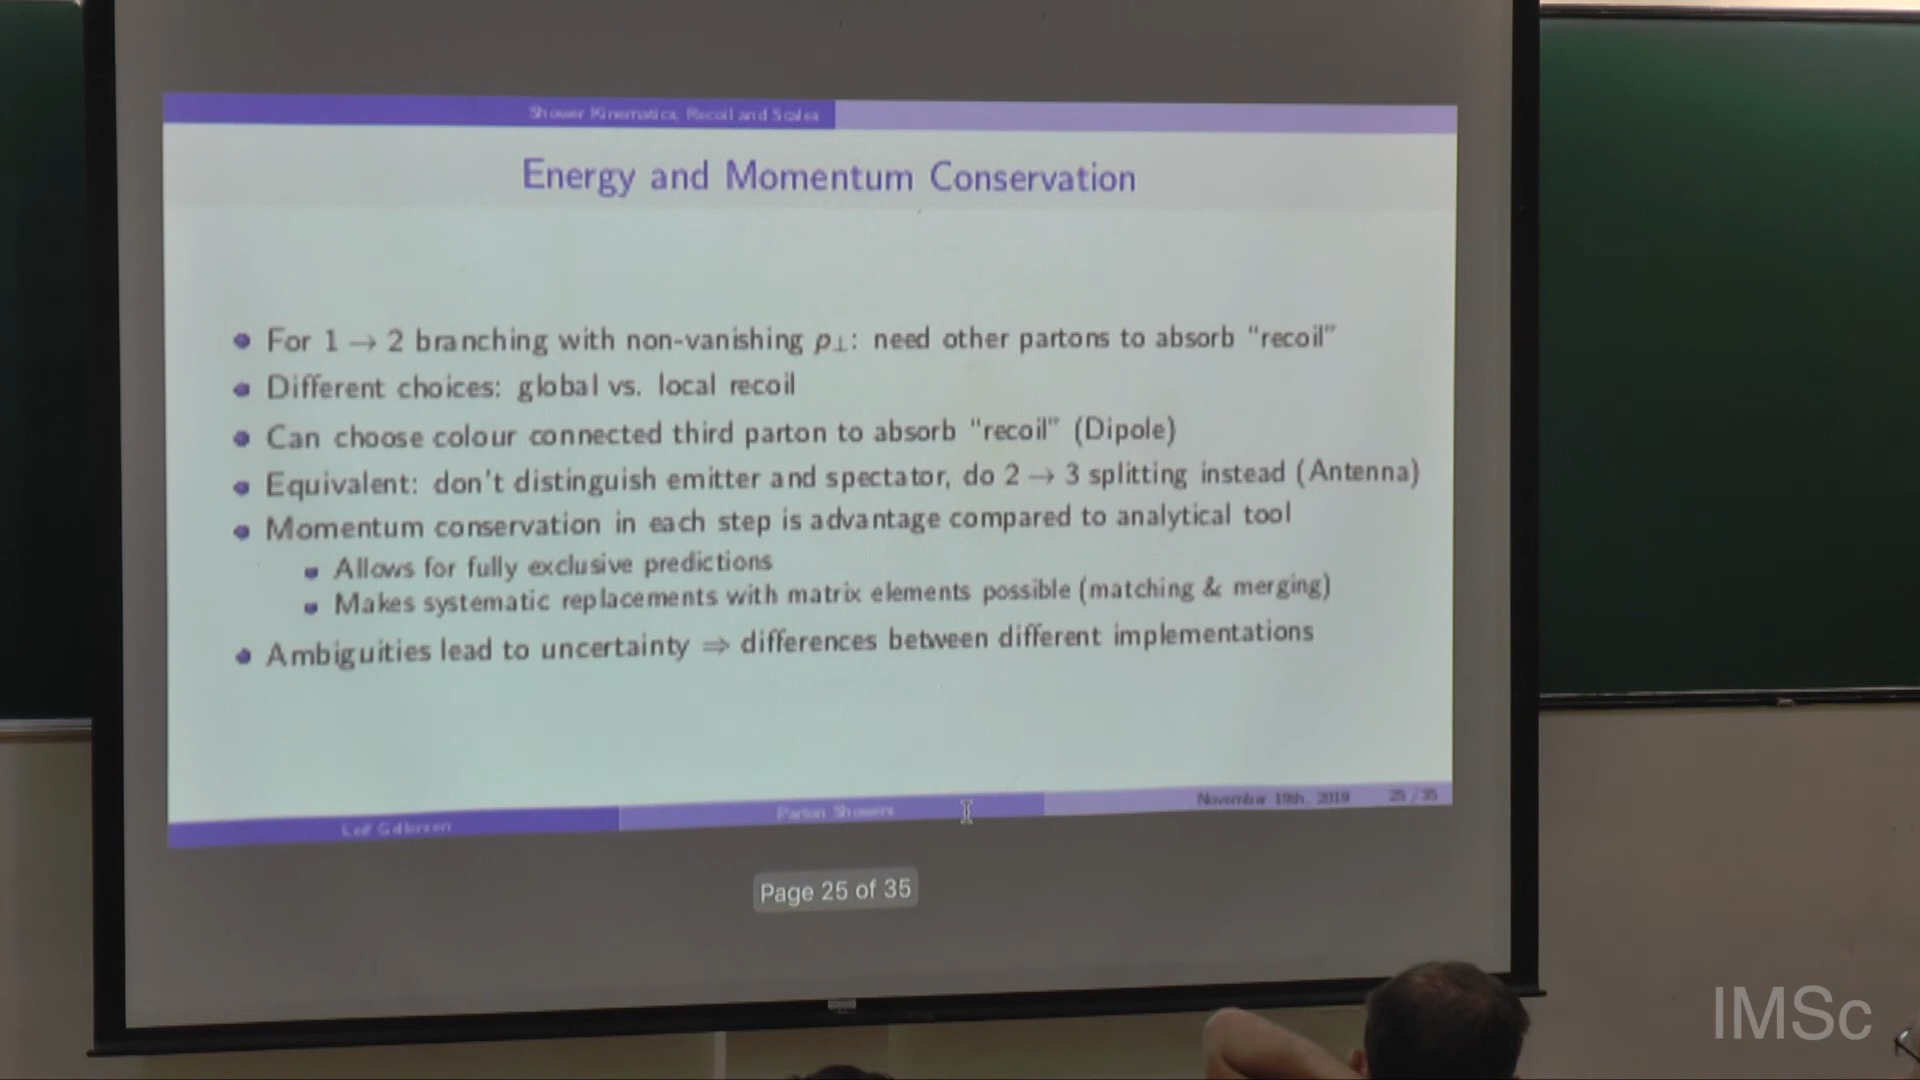 Shower Kinematics, Recoil and Scales
Energy and Momentum Conservation
For 1 → 2 branching with non-vanishing p⊥: need other partons to absorb “recoil”
Different choices: global vs. local recoil
Can choose colour connected third parton to absorb “recoil” (Dipole)
Equivalent: don't distinguish emitter and spectator, do 2 → 3 splitting instead (Antenna)
Momentum conservation in each step is advantage compared to analytical tool
Allows for fully exclusive predictions
Makes systematic replacements with matrix elements possible (matching & merging)
Ambiguities lead to uncertainty ⇒ differences between different implementations
Leif
Parton Showers
November 19th, 2019 25 / 35
Page 25 of 35
IMSc